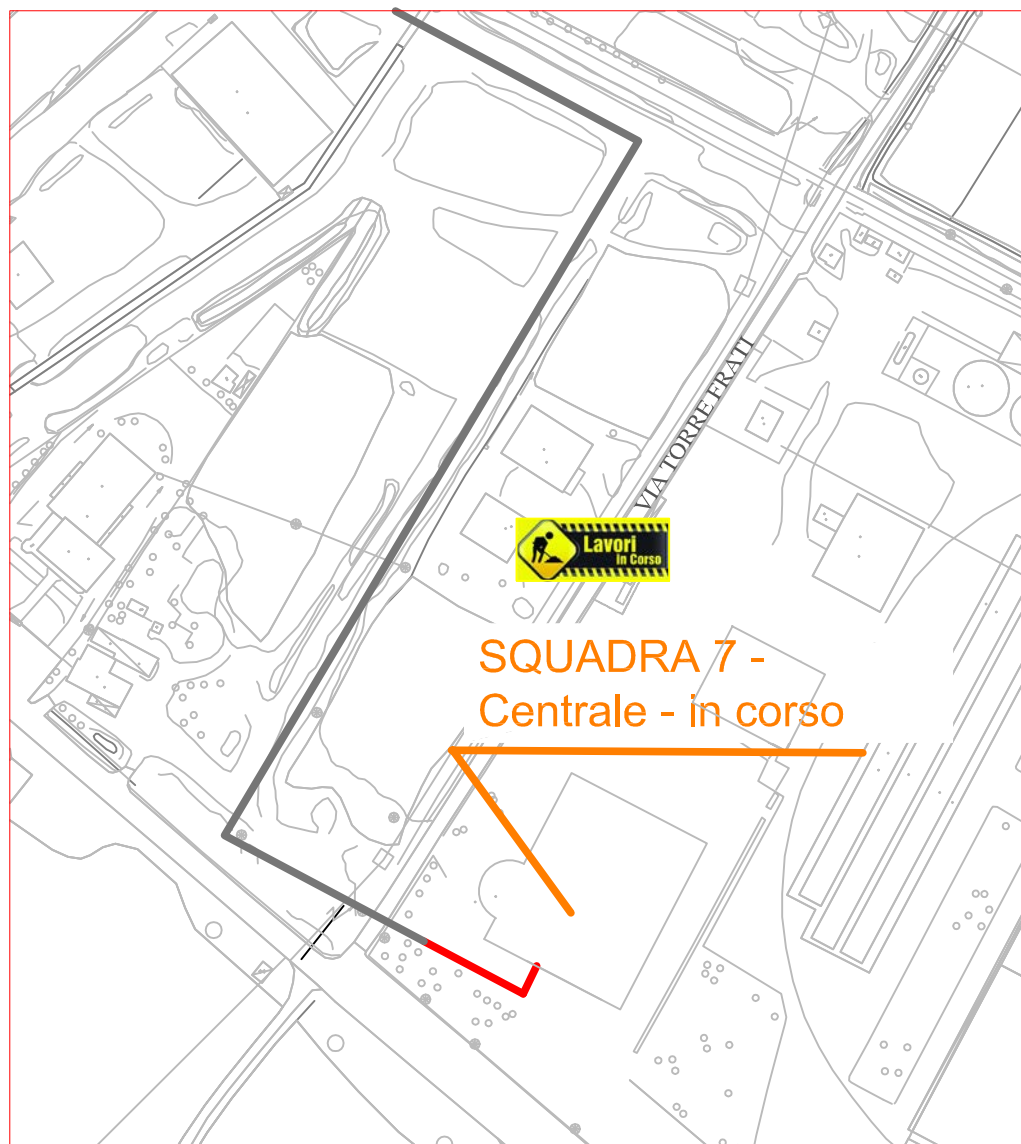 VIA TORRE FRATI
Lavori
in Corso
SQUADRA 7 -
Centrale - in corso